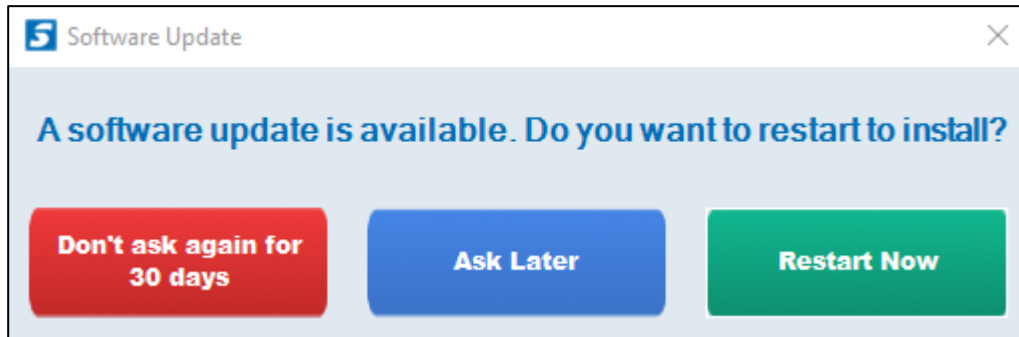 Software Update
A software update is available. Do you want to restart to install?
Don't ask again for
30 days
Ask Later
Restart Now